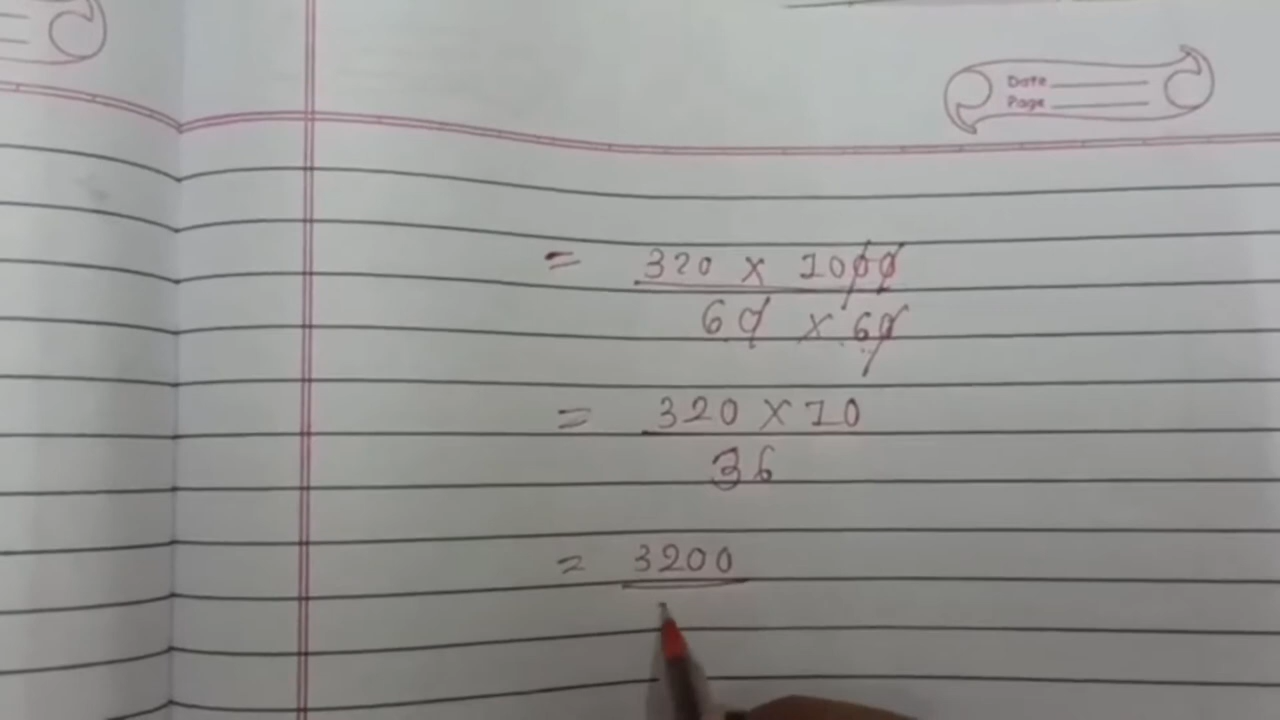 Date
Page
= 320 x 1000
60 x 60
= 320 x 10
36
= 3200